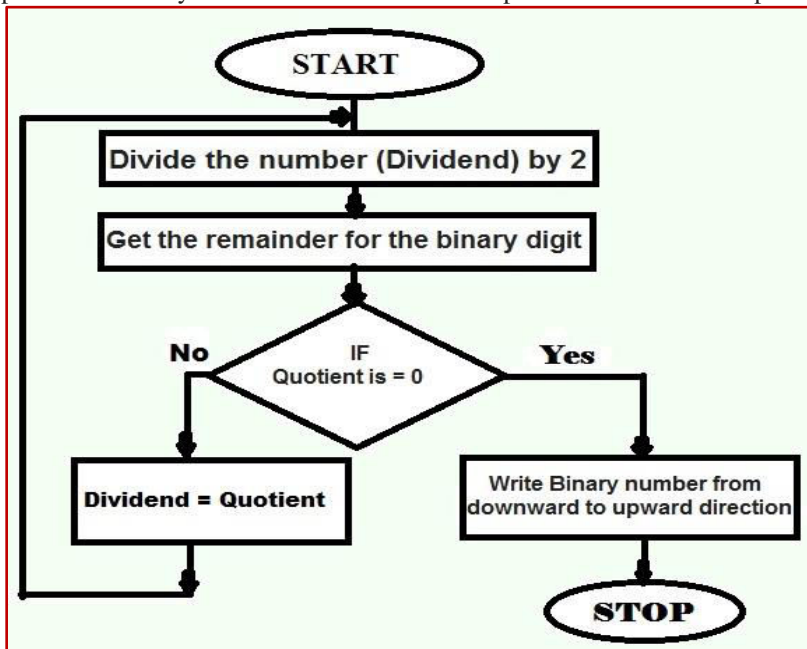 START
Divide the number (Dividend) by 2
Get the remainder for the binary digit
IF
Quotient is = 0
No
Yes
Dividend = Quotient
Write Binary number from
downward to upward direction
STOP